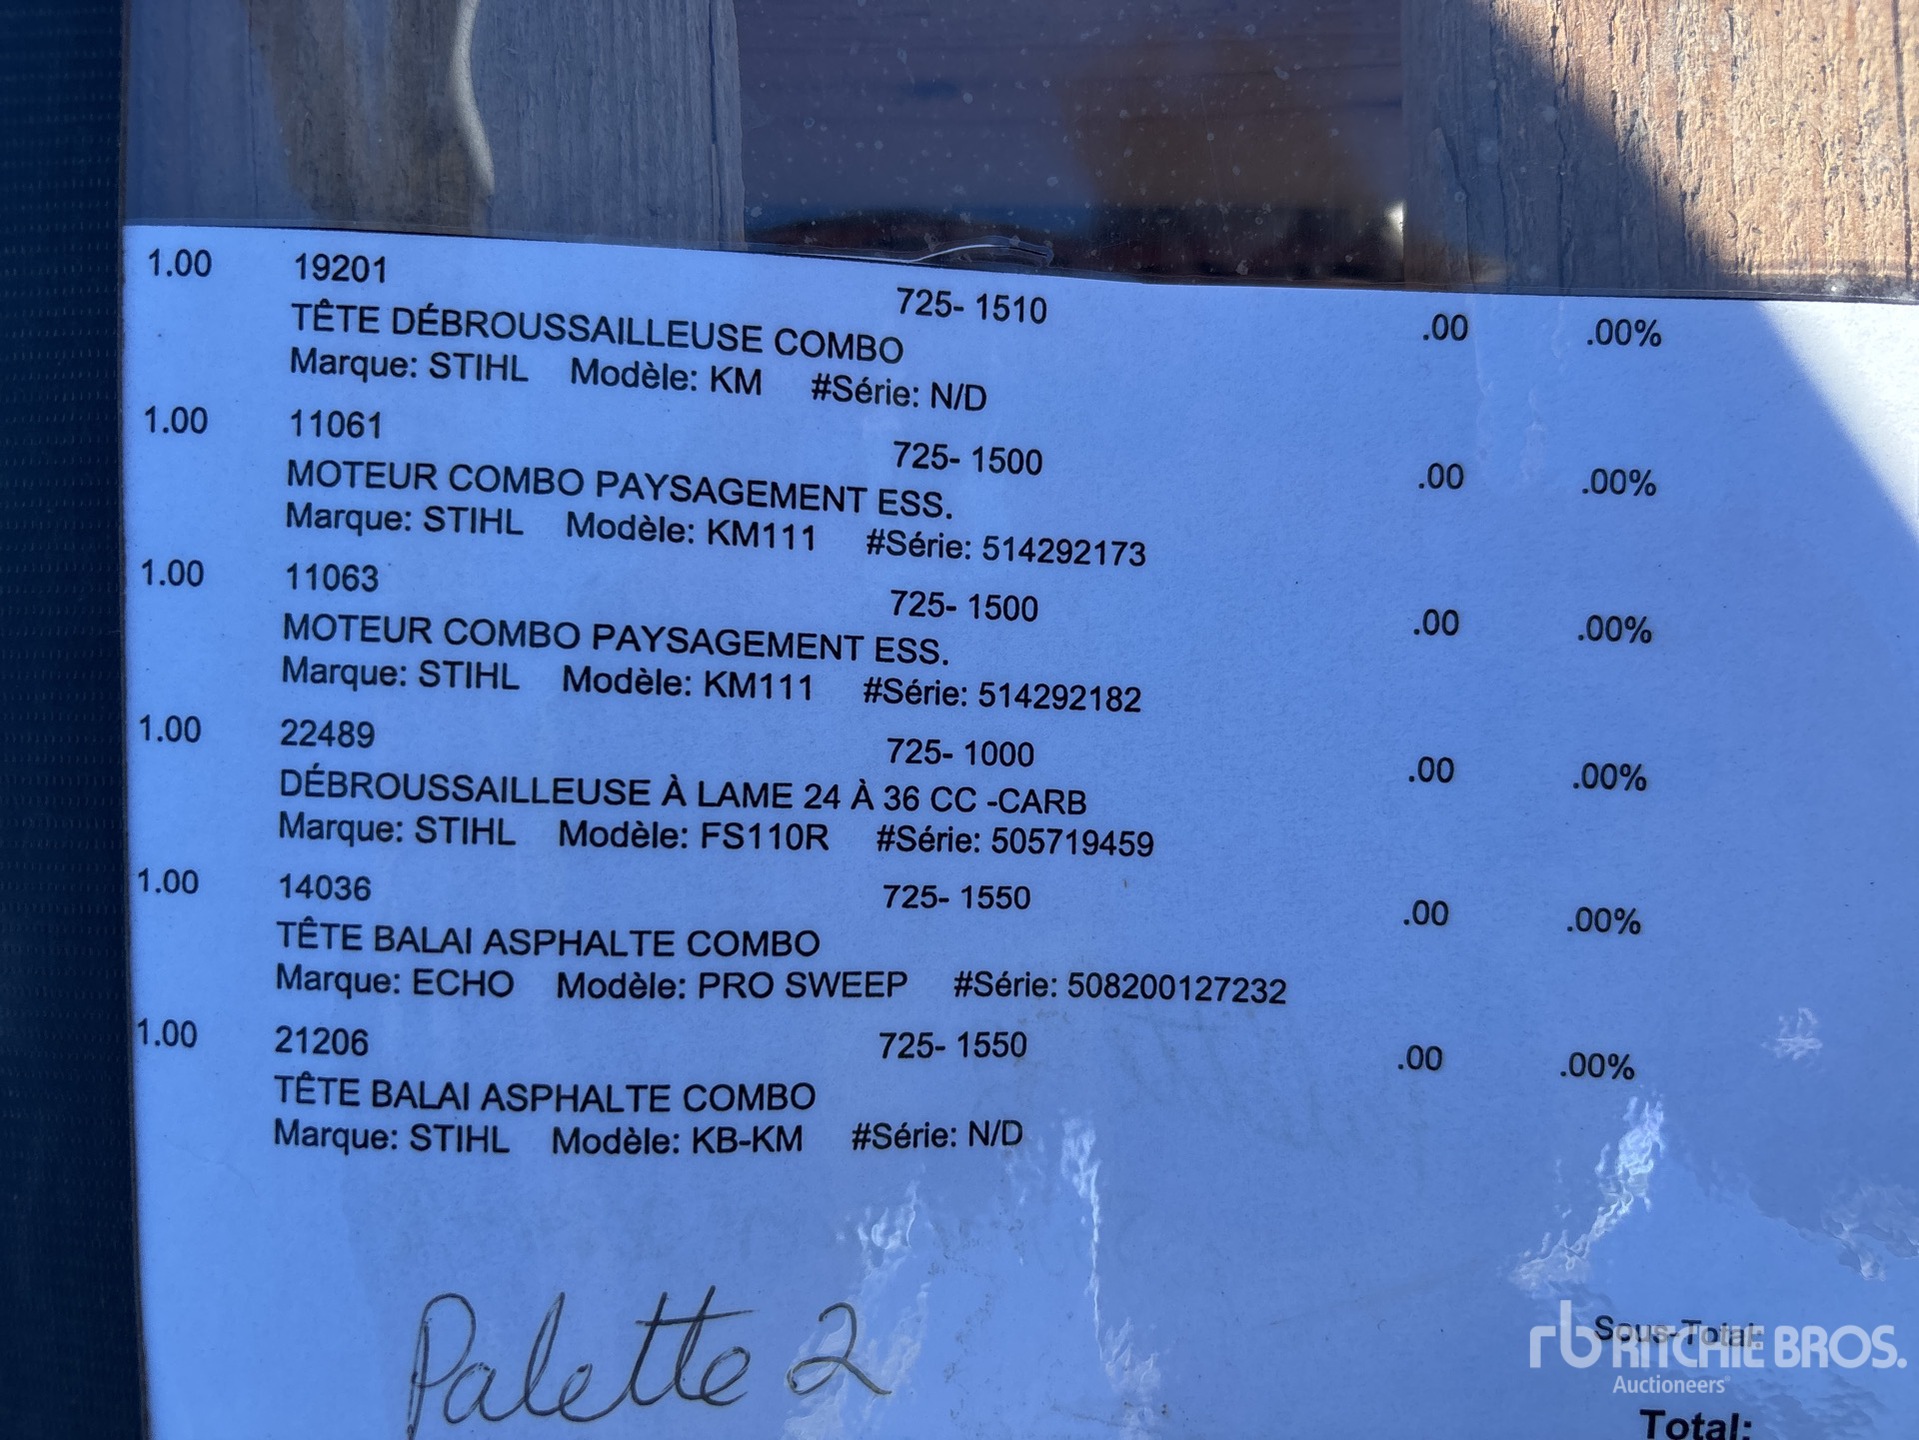 1.00 19201 725- 1510 .00 .00%
TÊTE DÉBROUSSAILLEUSE COMBO
Marque: STIHL Modèle: KM #Série: N/D
1.00 11061 725- 1500 .00 .00%
MOTEUR COMBO PAYSAGEMENT ESS.
Marque: STIHL Modèle: KM111 #Série: 514292173
1.00 11063 725- 1500 .00 .00%
MOTEUR COMBO PAYSAGEMENT ESS.
Marque: STIHL Modèle: KM111 #Série: 514292182
1.00 22489 725- 1000 .00 .00%
DÉBROUSSAILLEUSE À LAME 24 À 36 CC -CARB
Marque: STIHL Modèle: FS110R #Série: 505719459
1.00 14036 725- 1550 .00 .00%
TÊTE BALAI ASPHALTE COMBO
Marque: ECHO Modèle: PRO SWEEP #Série: 508200127232
1.00 21206 725- 1550 .00 .00%
TÊTE BALAI ASPHALTE COMBO
Marque: STIHL Modèle: KB-KM #Série: N/D
Palette 2
Sous-Total:
rb RITCHIE BROS.
Auctioneers
Total: